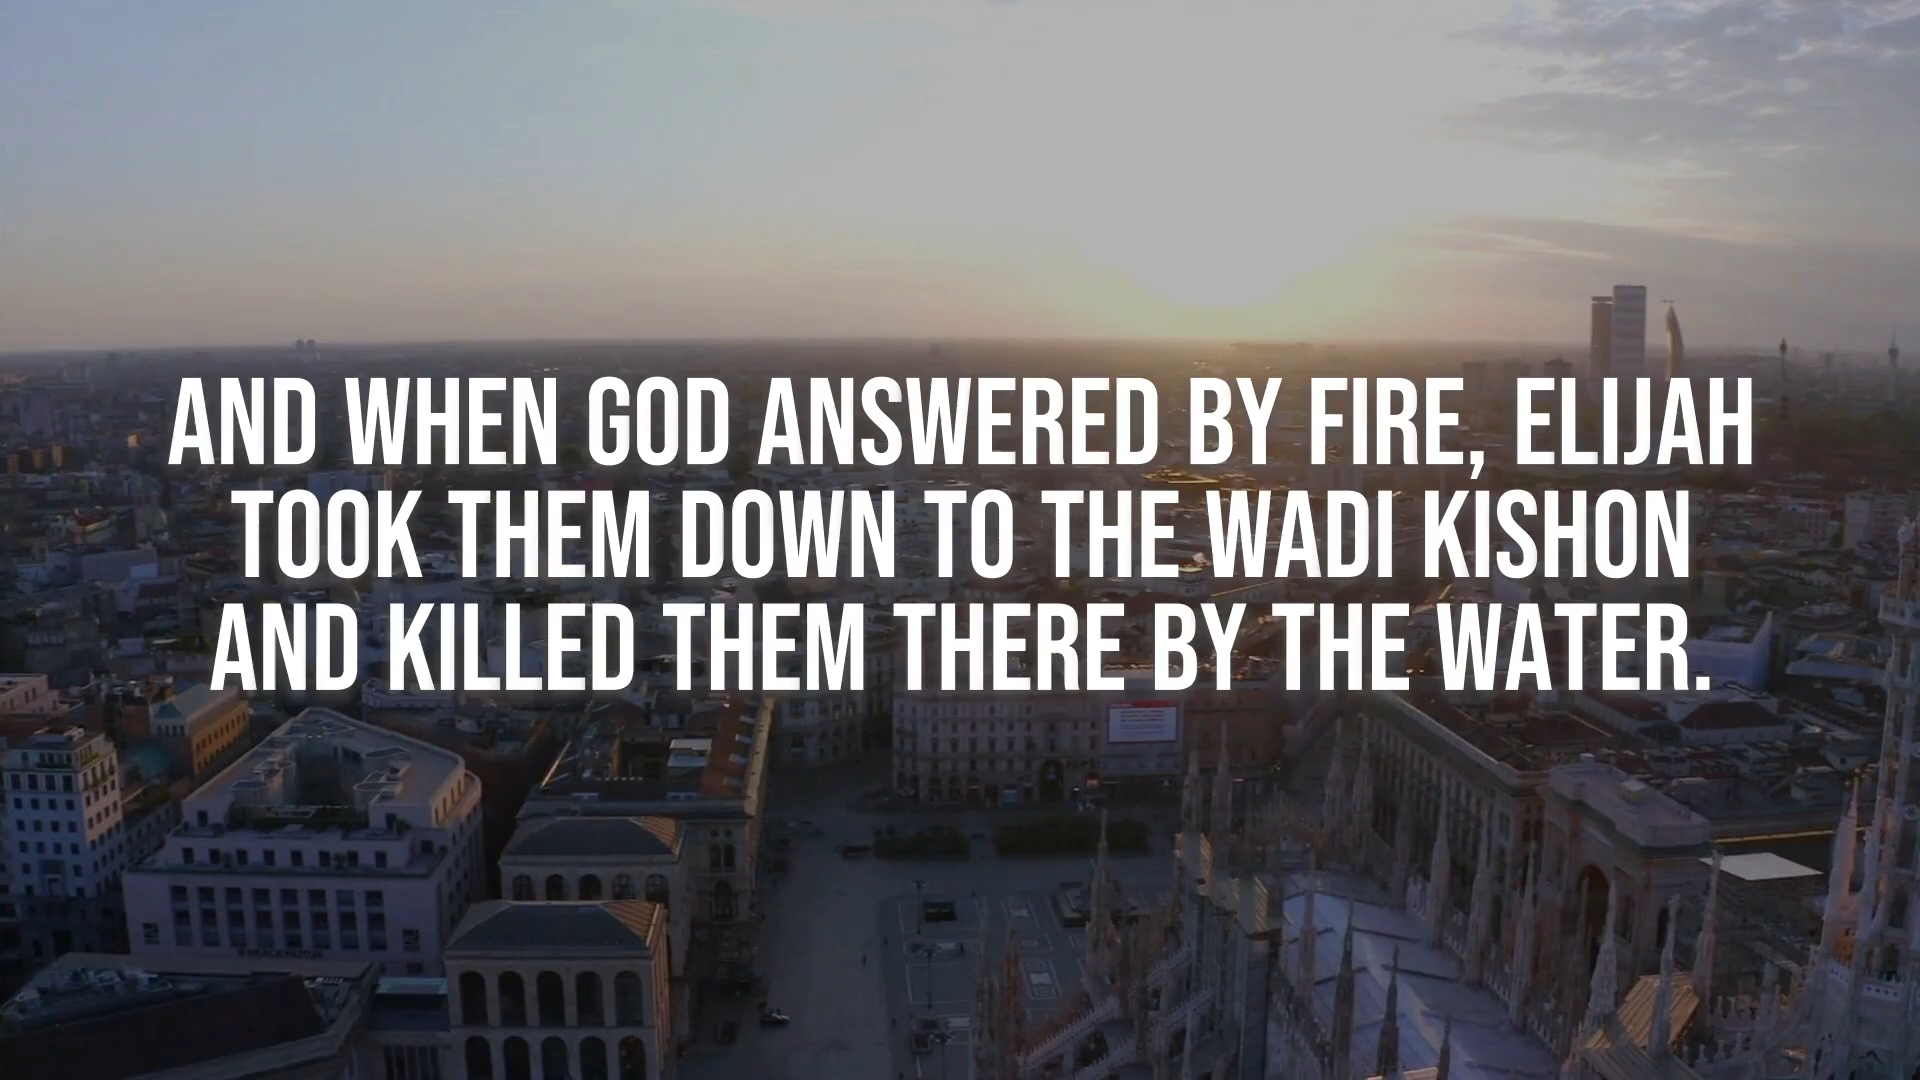 AND WHEN GOD ANSWERED BY FIRE, ELIJAH
TOOK THEM DOWN TO THE WADI KISHON
AND KILLED THEM THERE BY THE WATER.